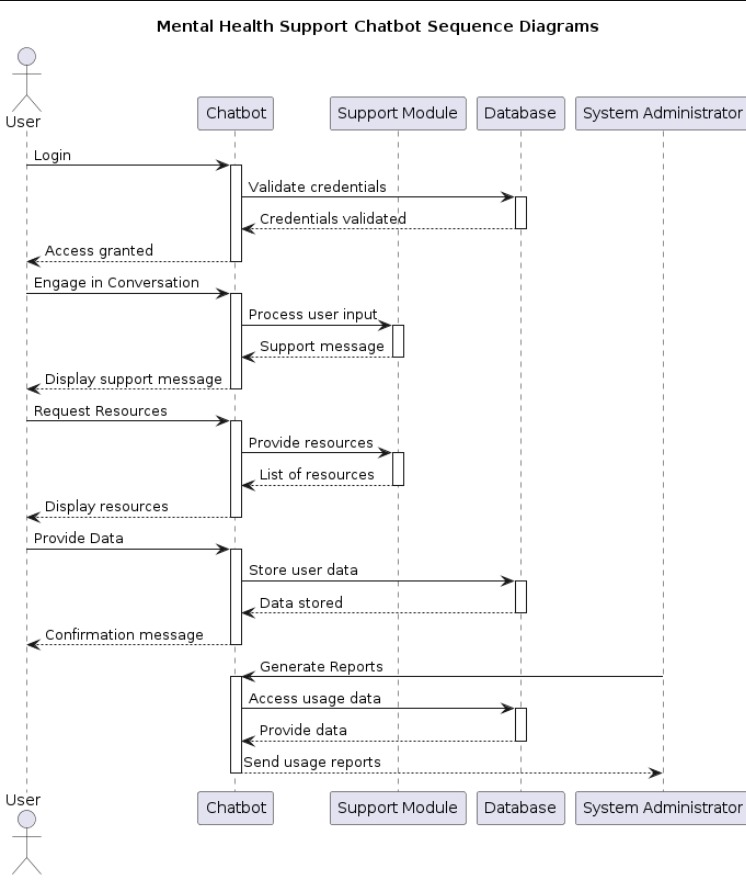 Mental Health Support Chatbot Sequence Diagrams
User
Chatbot
Support Module
Database
System Administrator
Login
Validate credentials
Credentials validated
Access granted
Engage in Conversation
Process user input
Support message
Display support message
Request Resources
Provide resources
List of resources
Display resources
Provide Data
Store user data
Data stored
Confirmation message
Generate Reports
Access usage data
Provide data
Send usage reports
User
Chatbot
Support Module
Database
System Administrator